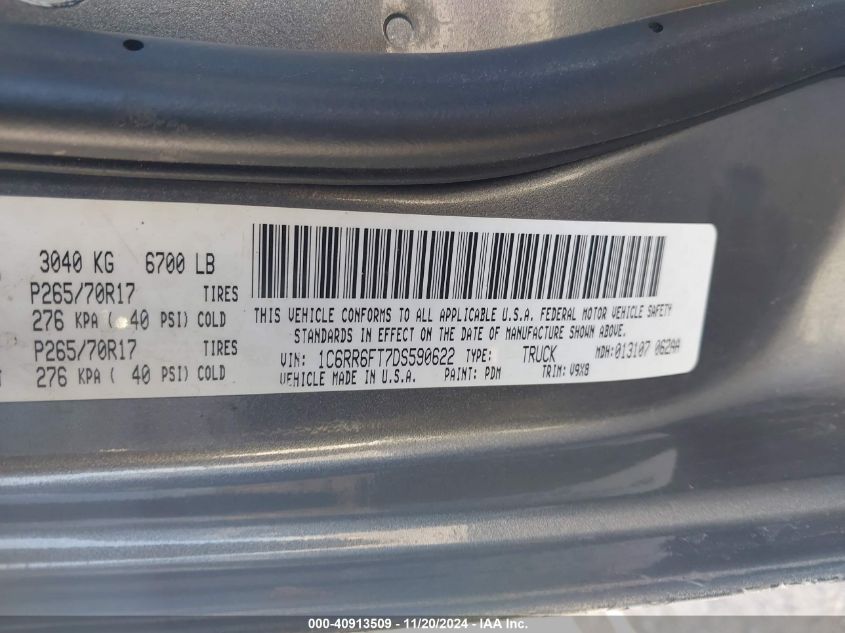 3040 KG 6700 LB
P265/70R17 TIRES
276 KPA ( 40 PSI) COLD
P265/70R17 TIRES
276 KPA ( 40 PSI) COLD
THIS VEHICLE CONFORMS TO ALL APPLICABLE U.S.A. FEDERAL MOTOR VEHICLE SAFETY
STANDARDS IN EFFECT ON THE DATE OF MANUFACTURE SHOWN ABOVE.
VIN: 1C6RR6FT7DS590622 TYPE: TRUCK MDH: 013107 062AA
VEHICLE MADE IN U.S.A. PAINT: PDM TRIM: V9X8
000-40913509 - 11/20/2024 - IAA Inc.